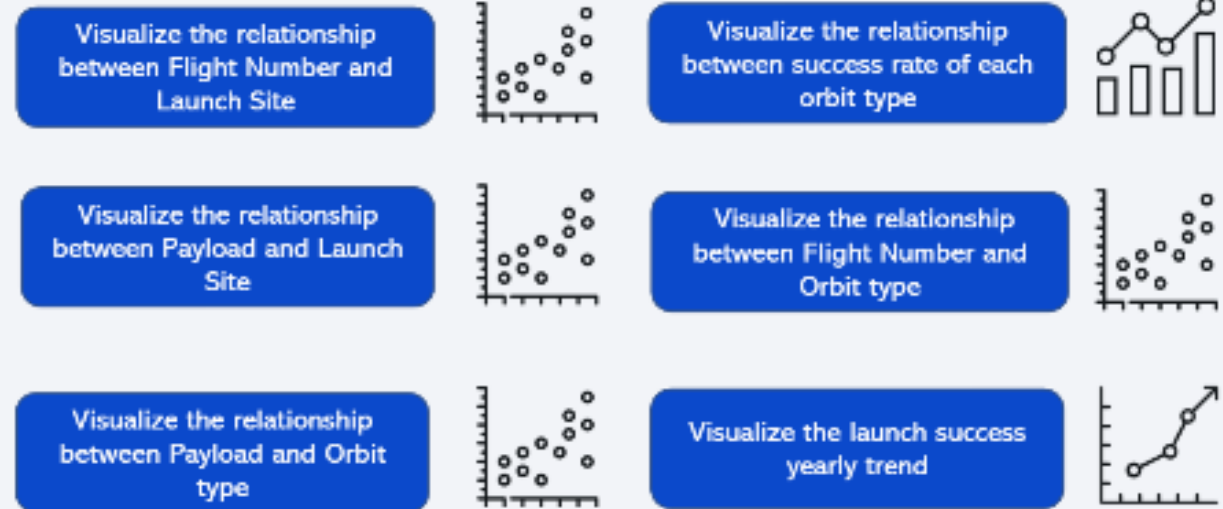 Visualize the relationship
between Flight Number and
Launch Site
Visualize the relationship
between success rate of each
orbit type
Visualize the relationship
between Payload and Launch
Site
Visualize the relationship
between Flight Number and
Orbit type
Visualize the relationship
between Payload and Orbit
type
Visualize the launch success
yearly trend